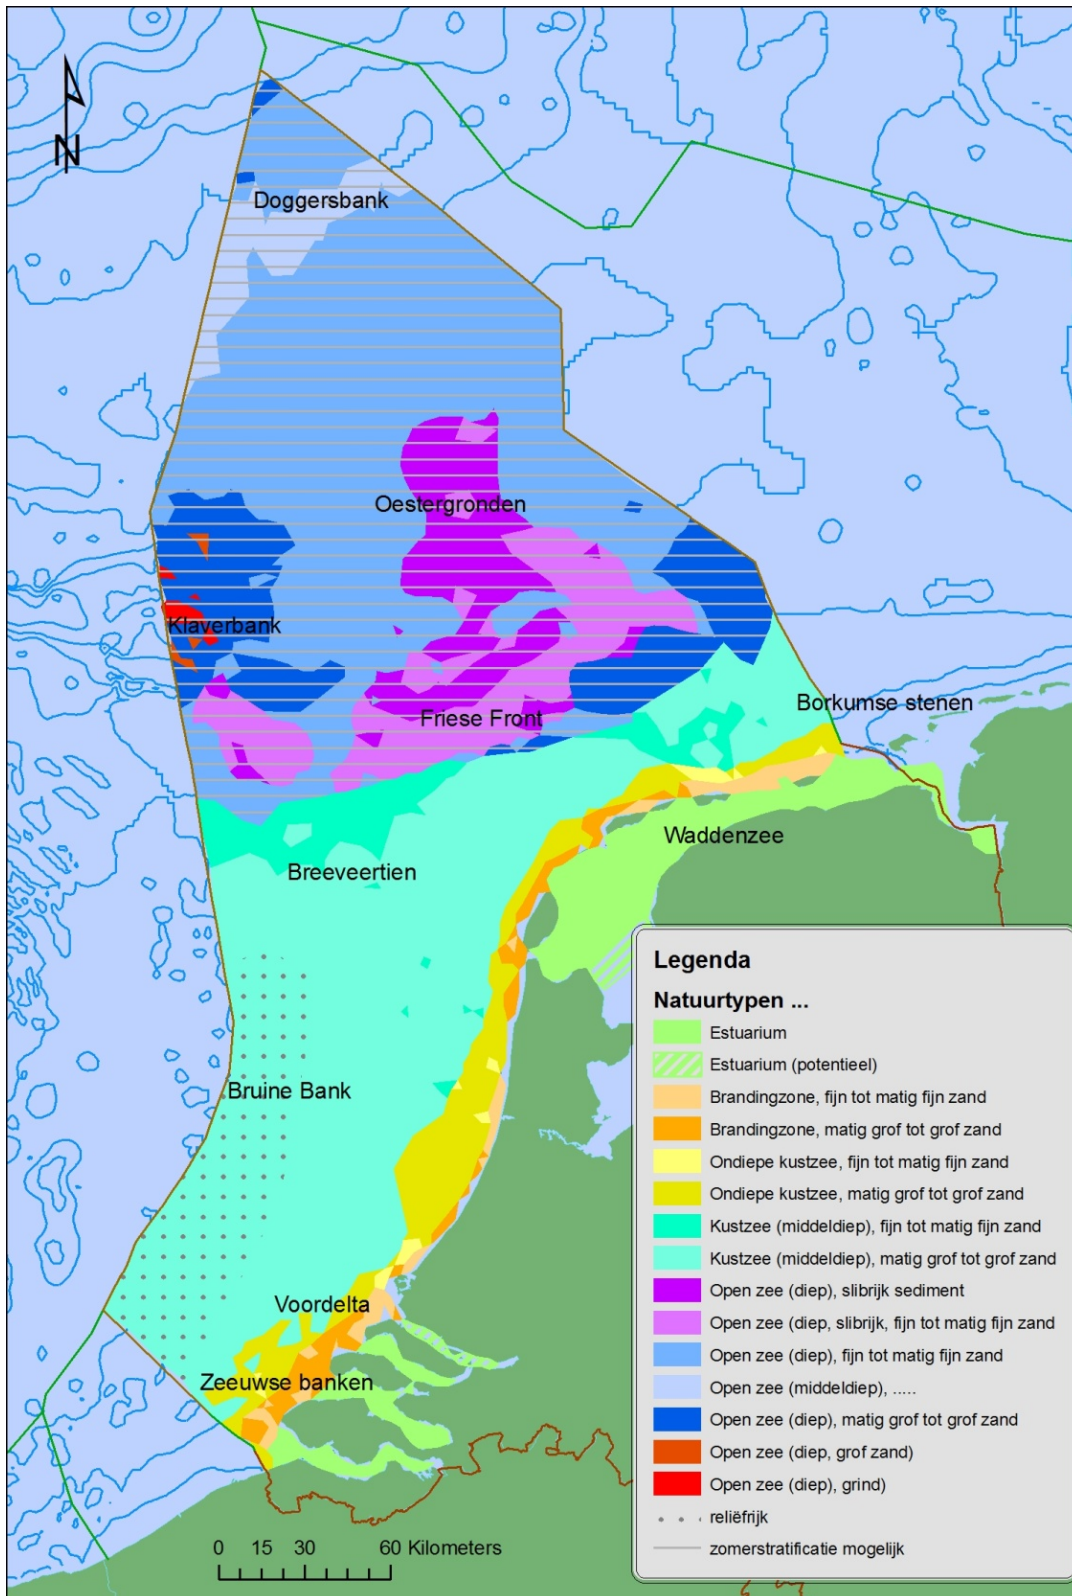 N
Doggersbank
Oestergronden
Klaverbank
Friese Front
Borkumse stenen
Waddenzee
Breeveertien
Bruine Bank
Voordelta
Zeeuwse banken
0 15 30 60 Kilometers
Legenda
Natuurtypen ...
Estuarium
Estuarium (potentieel)
Brandingzone, fijn tot matig fijn zand
Brandingzone, matig grof tot grof zand
Ondiepe kustzee, fijn tot matig fijn zand
Ondiepe kustzee, matig grof tot grof zand
Kustzee (middeldiep), fijn tot matig fijn zand
Kustzee (middeldiep), matig grof tot grof zand
Open zee (diep), slibrijk sediment
Open zee (diep, slibrijk, fijn tot matig fijn zand
Open zee (diep), fijn tot matig fijn zand
Open zee (middeldiep), .....
Open zee (diep), matig grof tot grof zand
Open zee (diep, grof zand)
Open zee (diep), grind)
reliëfrijk
zomerstratificatie mogelijk